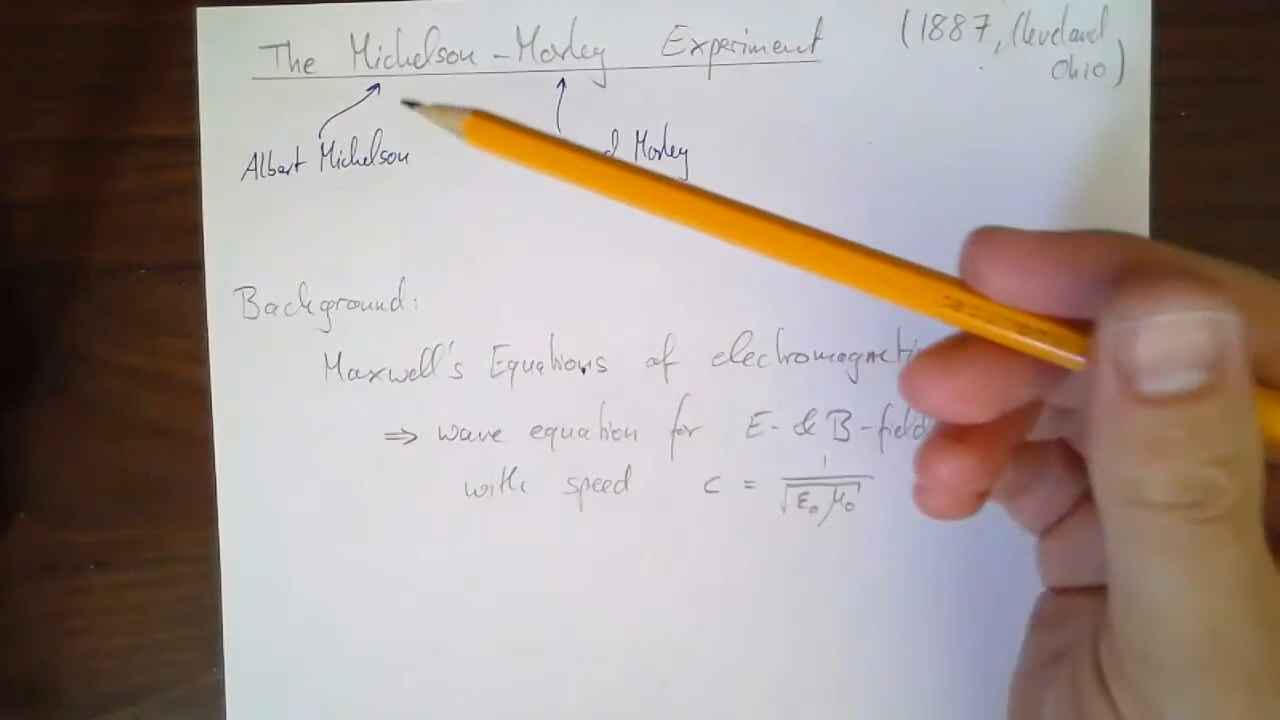 The Michelson-Morley Experiment (1887, Cleveland
Ohio)
Albert Michelson Morley
Background:
Maxwell's Equations of
⇒ wave equation for E- & B-field
with speed c = 1/√ε₀μ₀